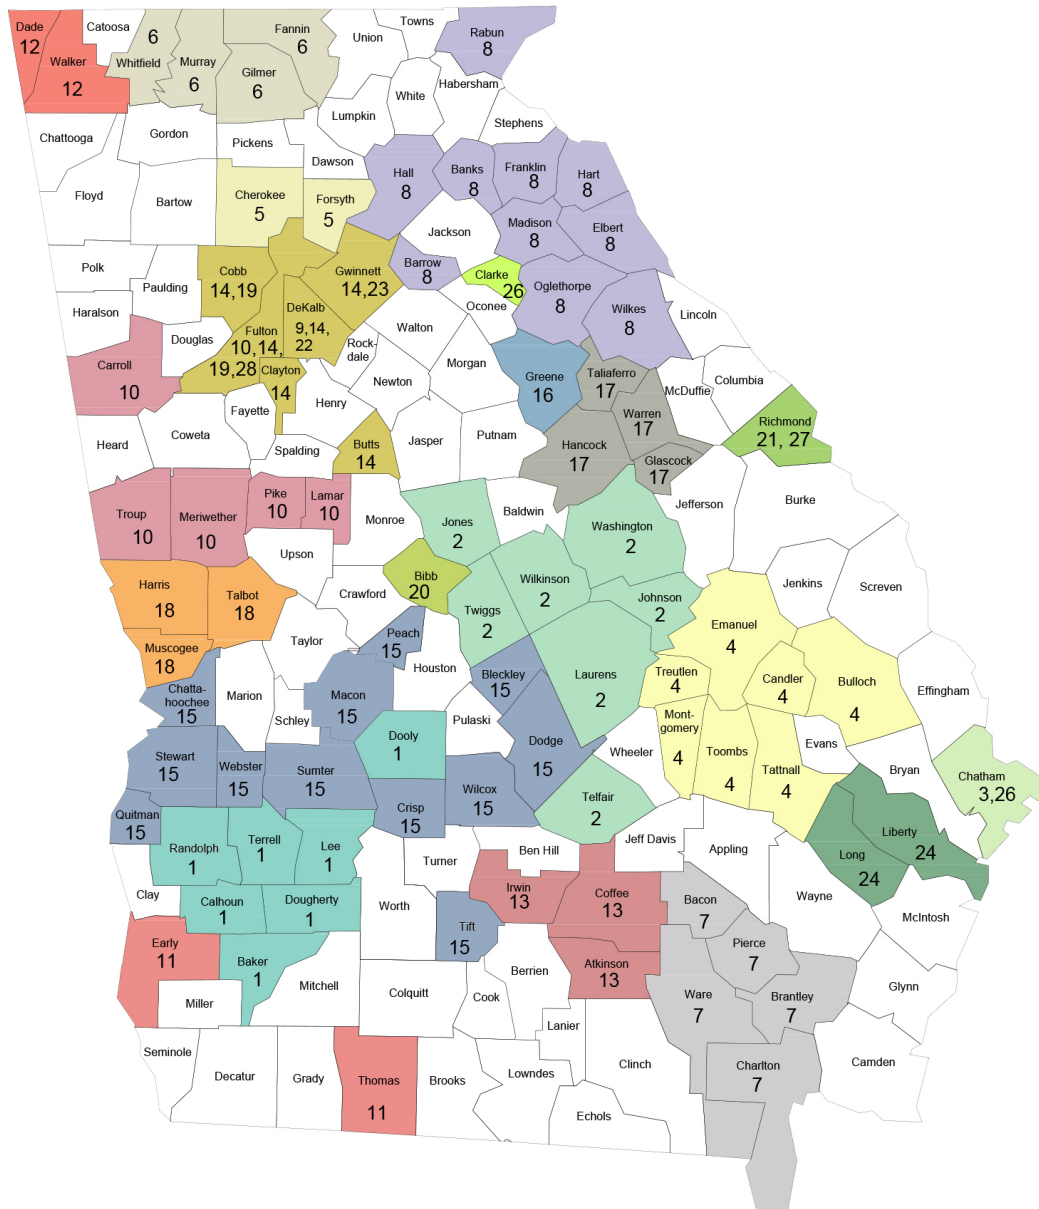 Dade
12
Catoosa
6
Whitfield
Walker
12
Murray
6
Fannin
6
Gilmer
6
Union
Towns
Rabun
8
Habersham
White
Lumpkin
Stephens
Chattooga
Gordon
Pickens
Dawson
Hall
8
Banks
8
Franklin
8
Hart
8
Floyd
Bartow
Cherokee
5
Forsyth
5
Jackson
Madison
8
Elbert
8
Polk
Paulding
Cobb
14,19
Gwinnett
14,23
Barrow
8
Clarke
26
Oconee
Oglethorpe
8
Wilkes
8
Lincoln
Haralson
Douglas
Fulton
10,14,
19,28
DeKalb
9,14,
22
Rock-
dale
Walton
Morgan
Carroll
10
Clayton
14
Fayette
Henry
Newton
Greene
16
Taliaferro
17
McDuffie
Columbia
Warren
17
Richmond
21, 27
Heard
Coweta
Spalding
Butts
14
Jasper
Putnam
Hancock
17
Glascock
17
Troup
10
Meriwether
10
Pike
10
Lamar
10
Monroe
Jones
2
Baldwin
Washington
2
Jefferson
Burke
Upson
Harris
18
Talbot
18
Crawford
Bibb
20
Twiggs
2
Wilkinson
2
Johnson
2
Jenkins
Screven
Emanuel
4
Muscogee
18
Taylor
Peach
15
Houston
Bleckley
15
Laurens
2
Treutlen
4
Candler
4
Bulloch
4
Effingham
Chatta-
hoochee
15
Marion
Schley
Macon
15
Dooly
1
Pulaski
Dodge
15
Wheeler
Mont-
gomery
4
Toombs
4
Tattnall
4
Evans
Bryan
Chatham
3,26
Stewart
15
Webster
15
Sumter
15
Crisp
15
Wilcox
15
Telfair
2
Quitman
15
Randolph
1
Terrell
1
Lee
1
Turner
Ben Hill
Jeff Davis
Appling
Long
24
Liberty
24
Clay
Calhoun
1
Dougherty
1
Worth
Tift
15
Irwin
13
Coffee
13
Bacon
7
Wayne
McIntosh
Early
11
Baker
1
Mitchell
Miller
Colquitt
Cook
Berrien
Atkinson
13
Pierce
7
Ware
7
Brantley
7
Glynn
Seminole
Decatur
Grady
Thomas
11
Brooks
Lowndes
Lanier
Clinch
Echols
Charlton
7
Camden